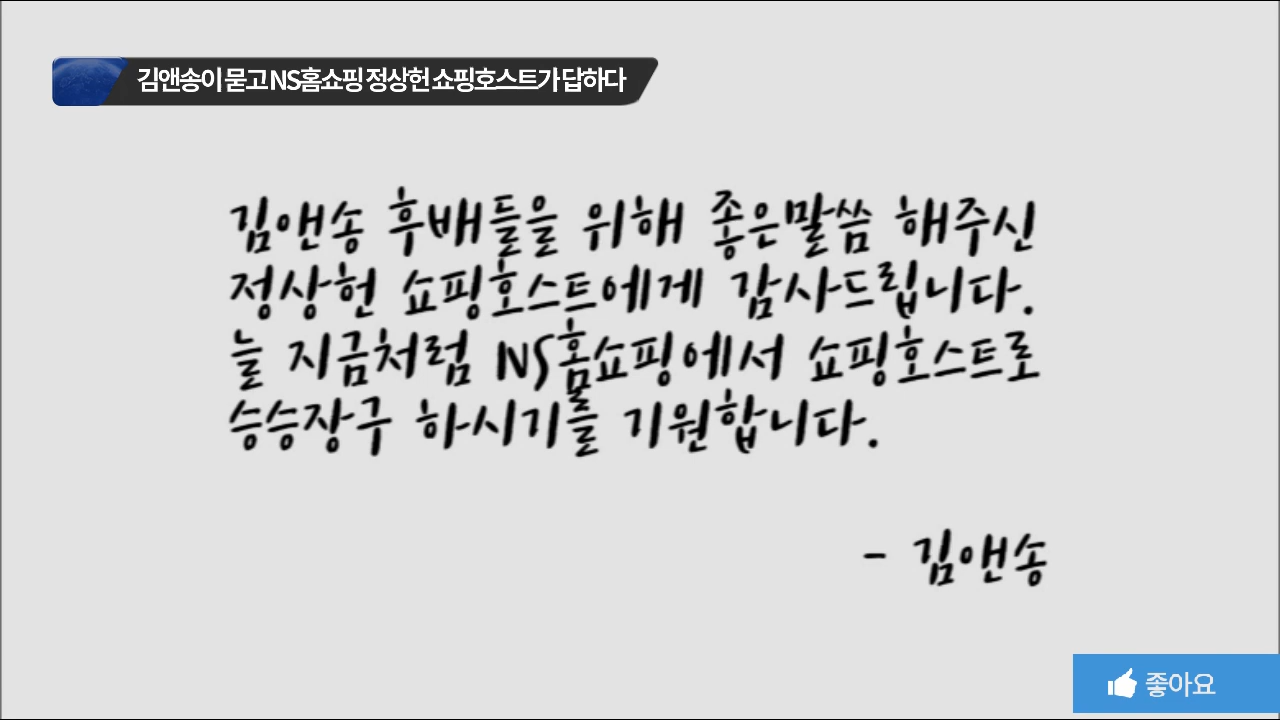 김앤송이 묻고 NS홈쇼핑 정상헌 쇼핑호스트가 답하다
김앤송 후배들을 위해 좋은말씀 해주신
정상헌 쇼핑호스트에게 감사드립니다.
늘 지금처럼 NS홈쇼핑에서 쇼핑호스트로
승승장구 하시기를 기원합니다.
- 김앤송
좋아요